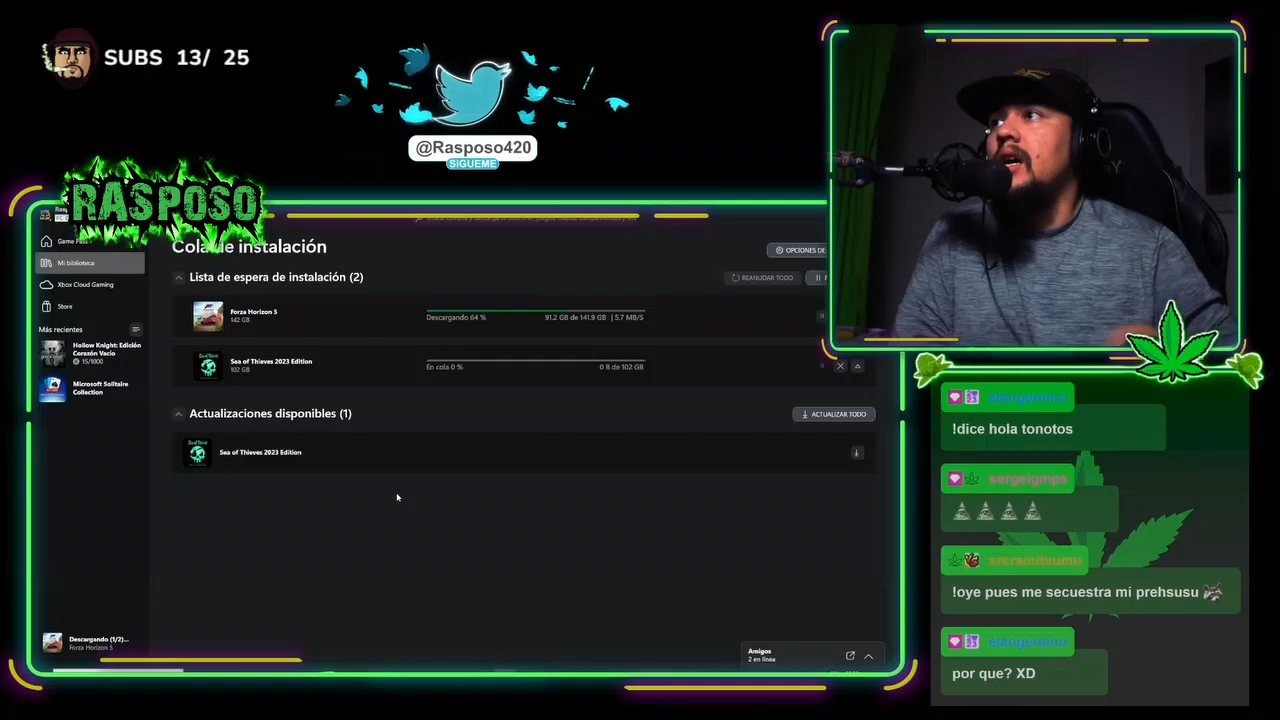 SUBS 13/ 25
@Rasposo420
SIGUEME
RASPOSO
Game Pass
Mi biblioteca
Xbox Cloud Gaming
Store
Más recientes
Hollow Knight: Edición
Corazón Vacío
15/1000
Microsoft Solitaire
Collection
Cola de instalación
OPCIONES DE
Lista de espera de instalación (2)
REANUDAR TODO
Forza Horizon 5
142 GB
Descargando 64 %
91.2 GB de 141.9 GB | 5.7 MB/S
Sea of Thieves 2023 Edition
102 GB
En cola 0 %
0 B de 102 GB
Actualizaciones disponibles (1)
ACTUALIZAR TODO
Sea of Thieves 2023 Edition
Descargando (1/2)...
Forza Horizon 5
Amigos
2 en línea
elangentino
!dice hola tonotos
sergeigmps
!oye pues me secuestra mi prehsusu
elangentino
por que? XD